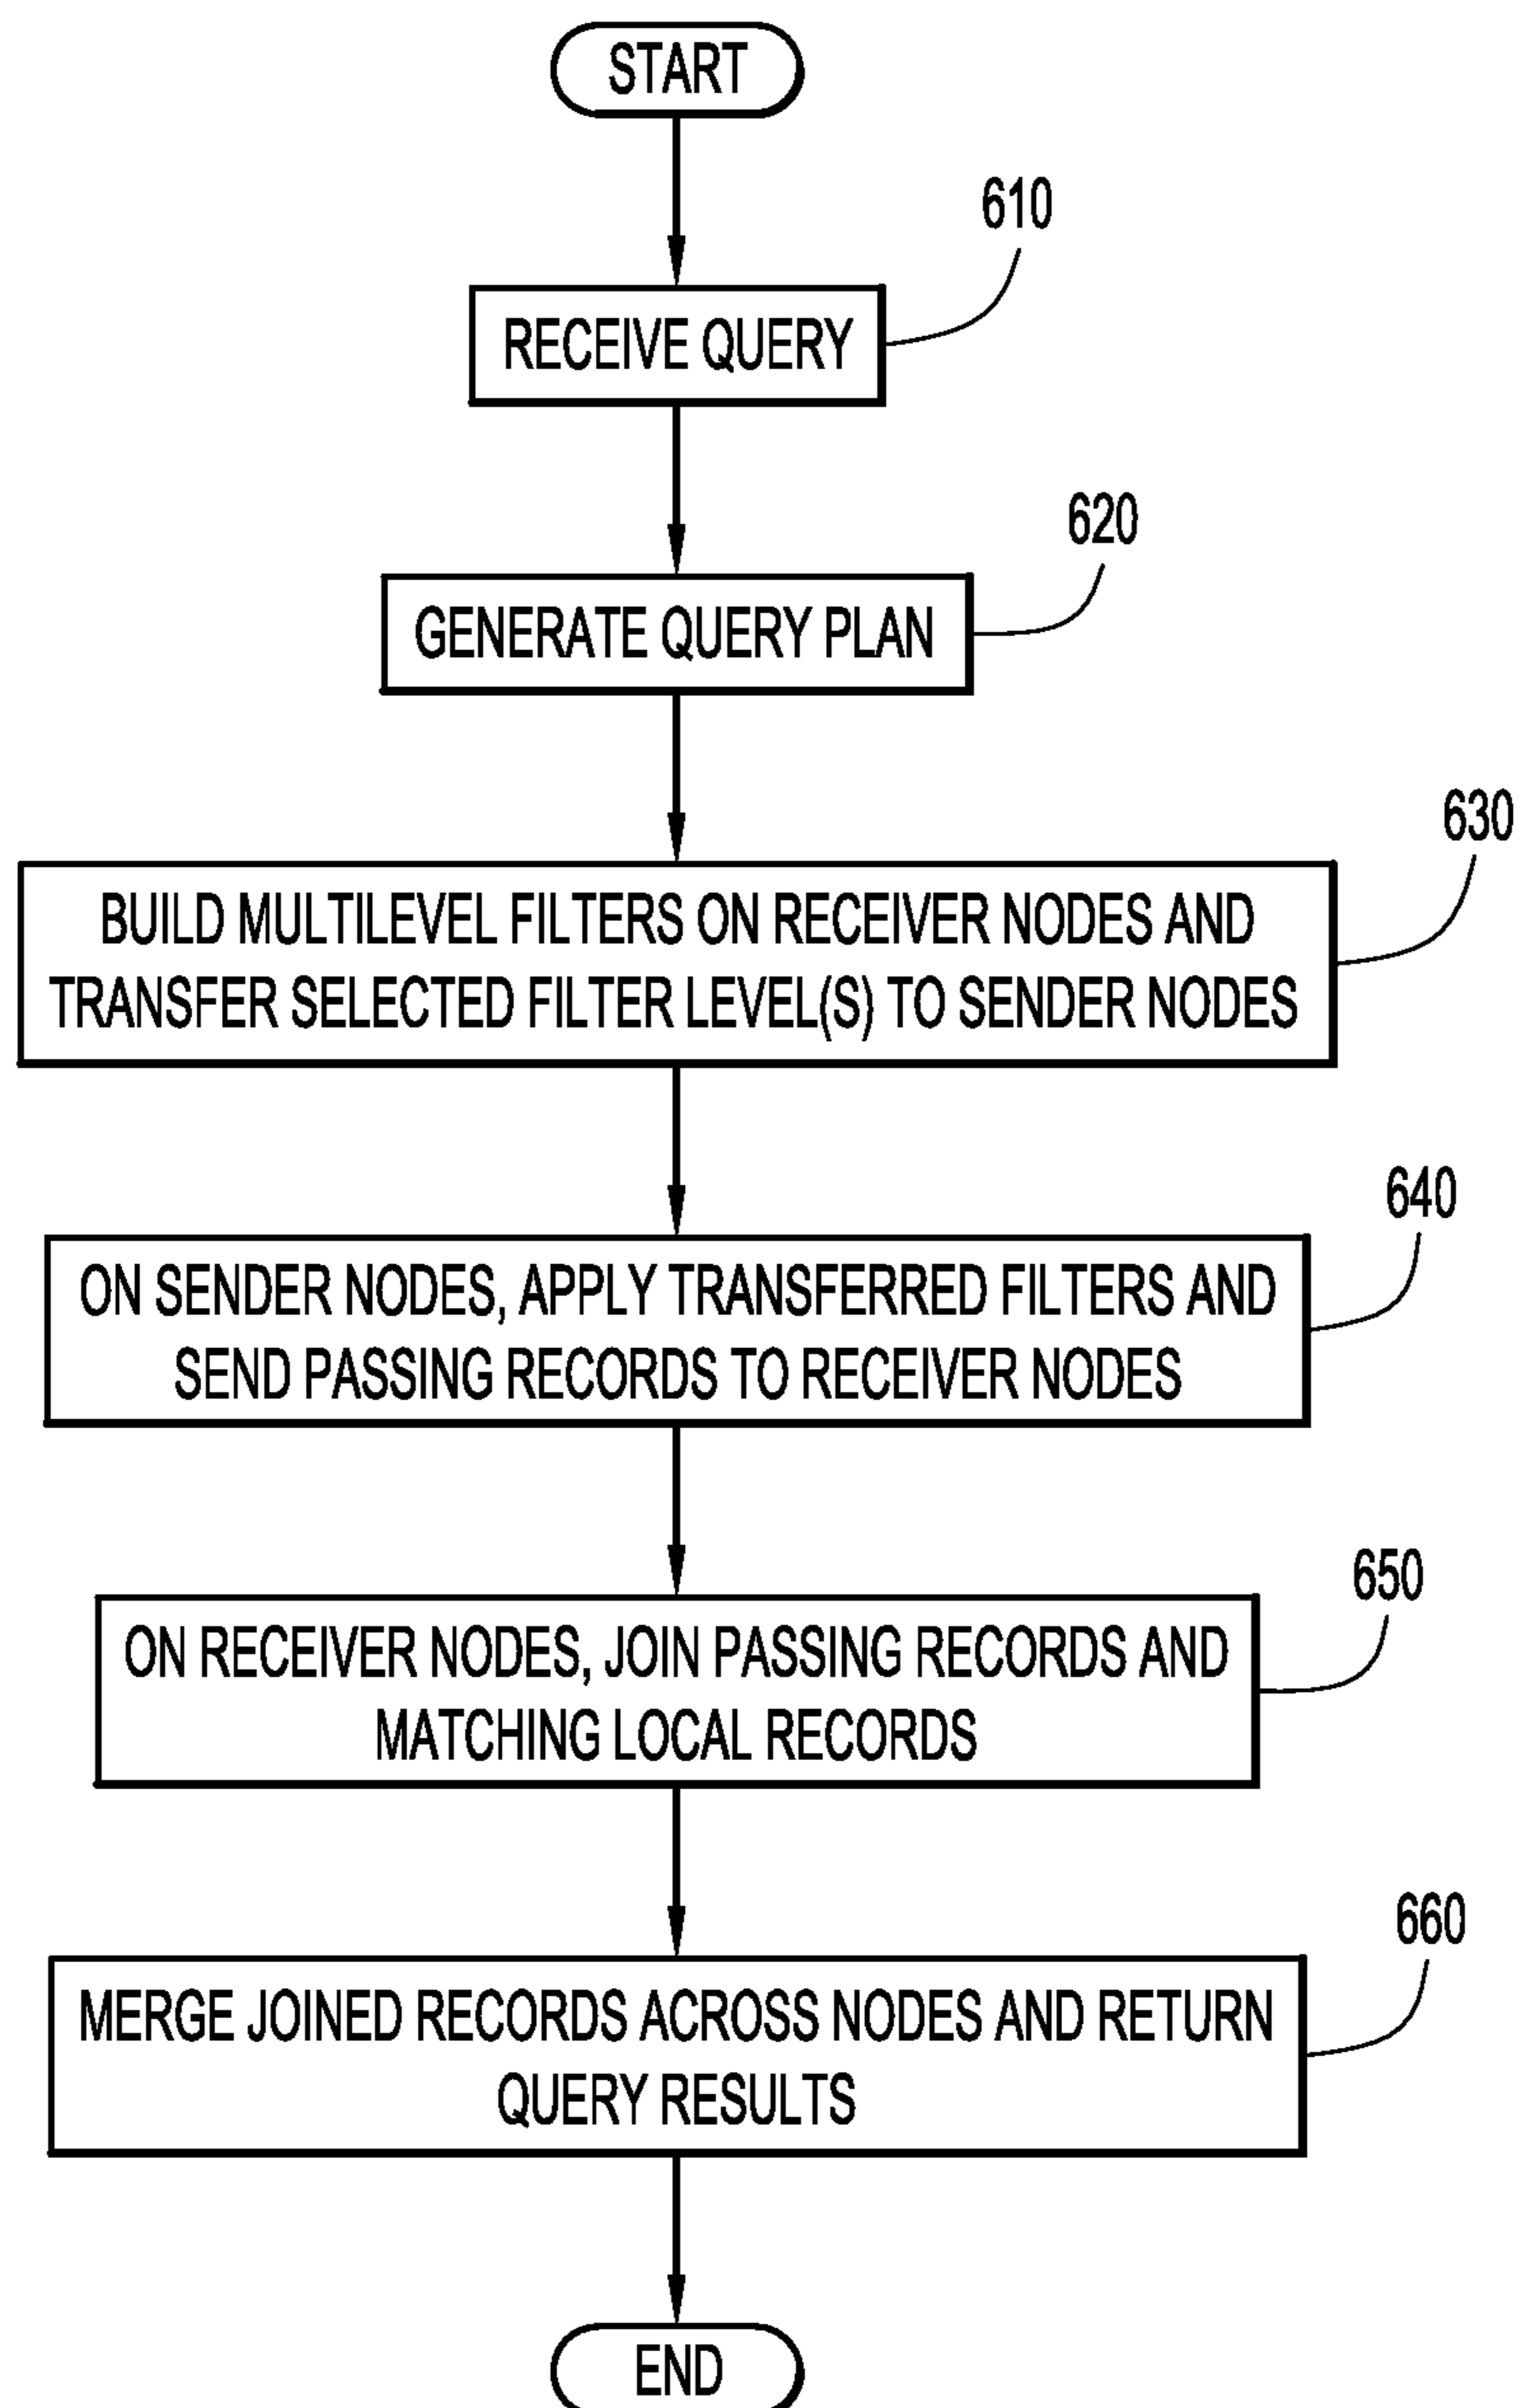 START
610
RECEIVE QUERY
620
GENERATE QUERY PLAN
630
BUILD MULTILEVEL FILTERS ON RECEIVER NODES AND
TRANSFER SELECTED FILTER LEVEL(S) TO SENDER NODES
640
ON SENDER NODES, APPLY TRANSFERRED FILTERS AND
SEND PASSING RECORDS TO RECEIVER NODES
650
ON RECEIVER NODES, JOIN PASSING RECORDS AND
MATCHING LOCAL RECORDS
660
MERGE JOINED RECORDS ACROSS NODES AND RETURN
QUERY RESULTS
END